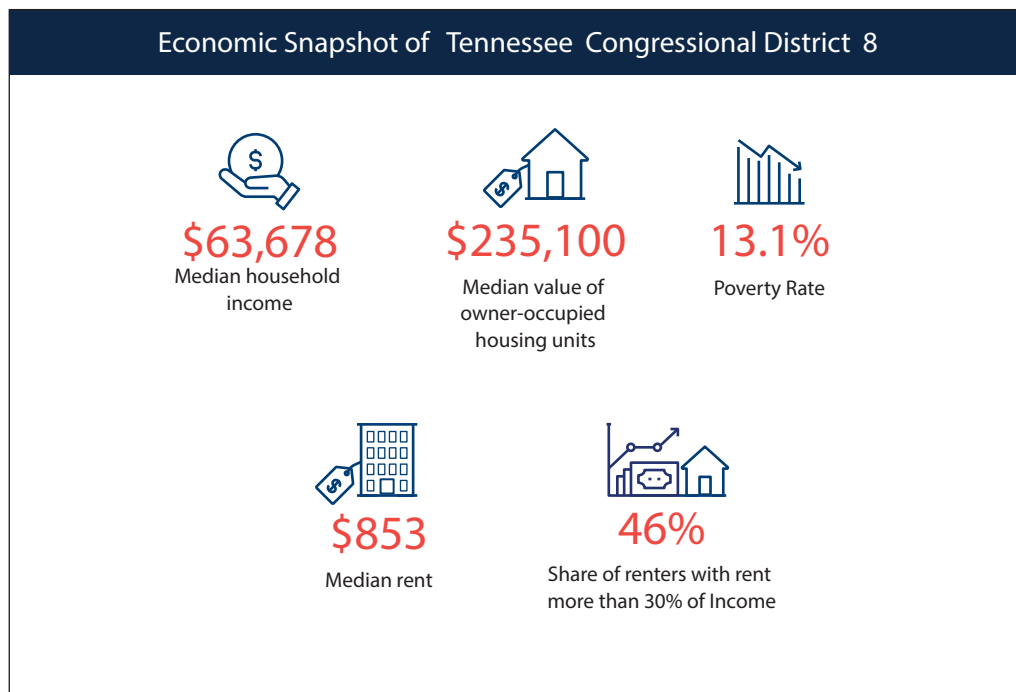 Economic Snapshot of Tennessee Congressional District 8
$
$63,678
Median household
income
$
$235,100
Median value of
owner-occupied
housing units
13.1%
Poverty Rate
$
$853
Median rent
46%
Share of renters with rent
more than 30% of Income